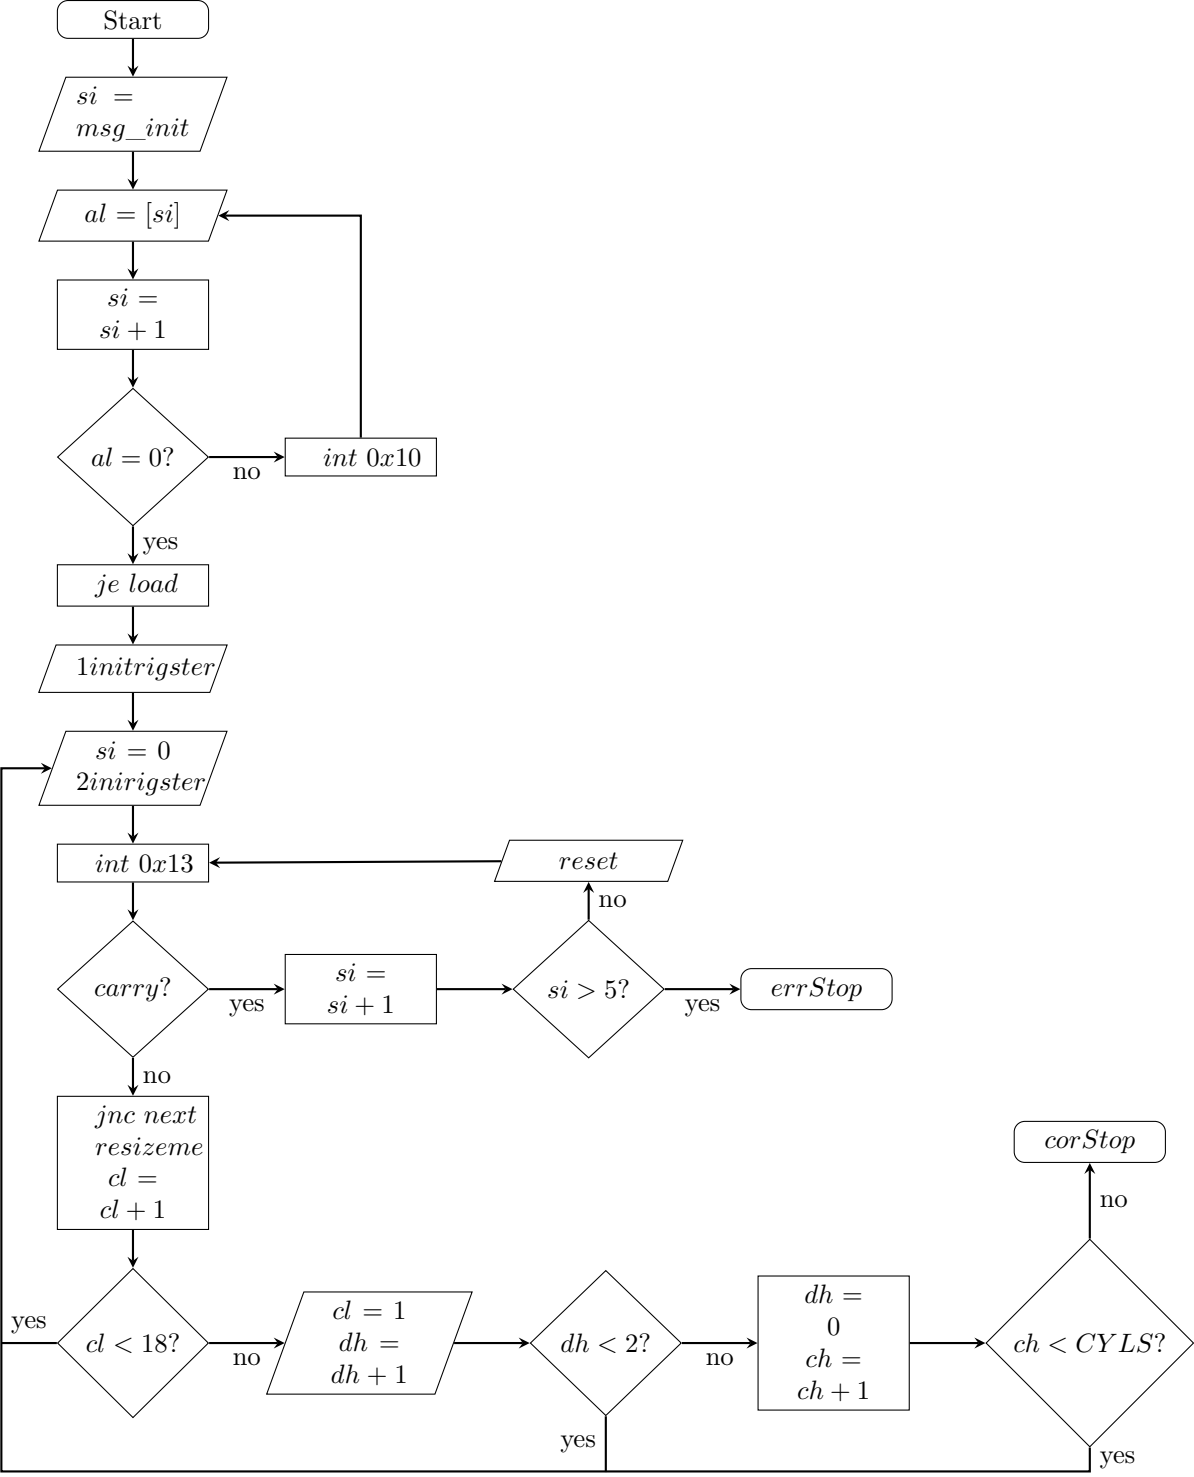 Start
si =
msg_init
al = [si]
si =
si + 1
al = 0?
no
int 0x10
yes
je load
1initrigster
si = 0
2inirigster
int 0x13
reset
no
carry?
yes
si =
si + 1
si > 5?
yes
errStop
no
jnc next
resizeme
cl =
cl + 1
corStop
no
yes
cl < 18?
no
cl = 1
dh =
dh + 1
dh < 2?
no
dh =
0
ch =
ch + 1
ch < CYLS?
yes
yes